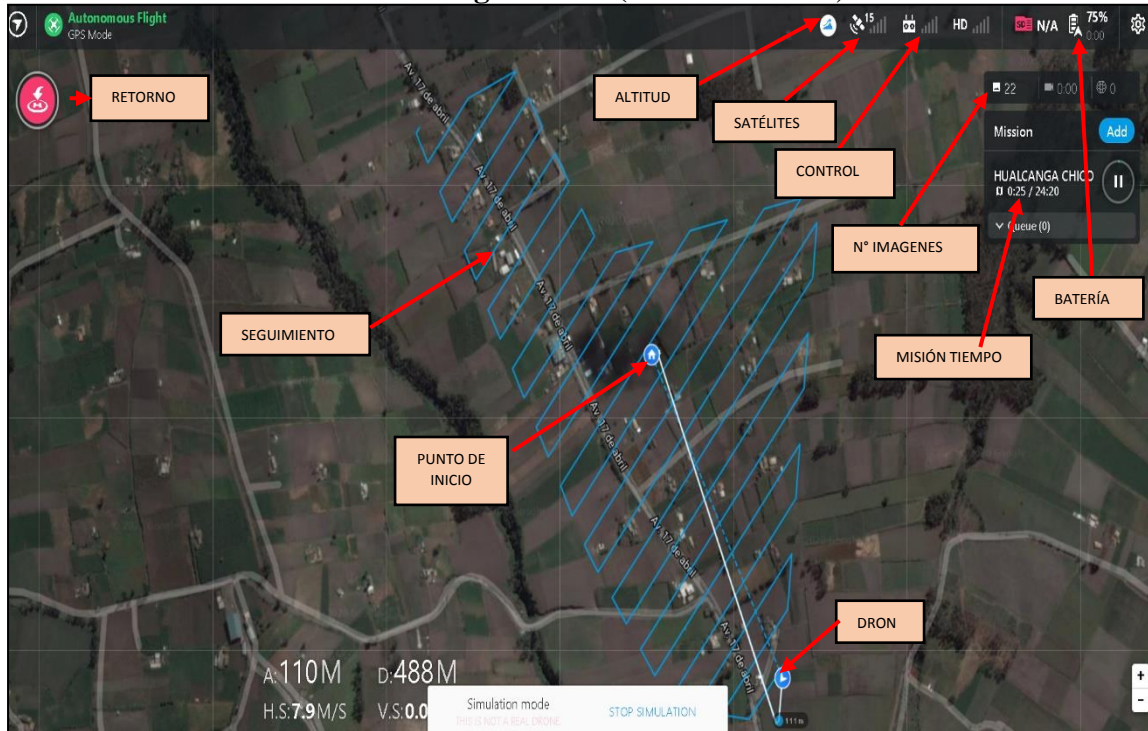 Autonomous Flight
GPS Mode
15
HD
N/A
75%
0:00
RETORNO
ALTITUD
SATÉLITES
CONTROL
22
0:00
0
Mission
Add
HUALCANGA CHICO
0:25 / 24:20
Queue (0)
N° IMAGENES
BATERÍA
MISIÓN TIEMPO
SEGUIMIENTO
PUNTO DE
INICIO
DRON
Av. 17 de abril
Av. 17 de abril
Av. 17 de abril
Av. 17 de abril
Av. 17 de abril
Av. 17 de abril
A:110M
D:488M
H.S:7.9M/S
V.S:0.0
Simulation mode
THIS IS NOT A REAL DRONE.
STOP SIMULATION
111 m
+
-